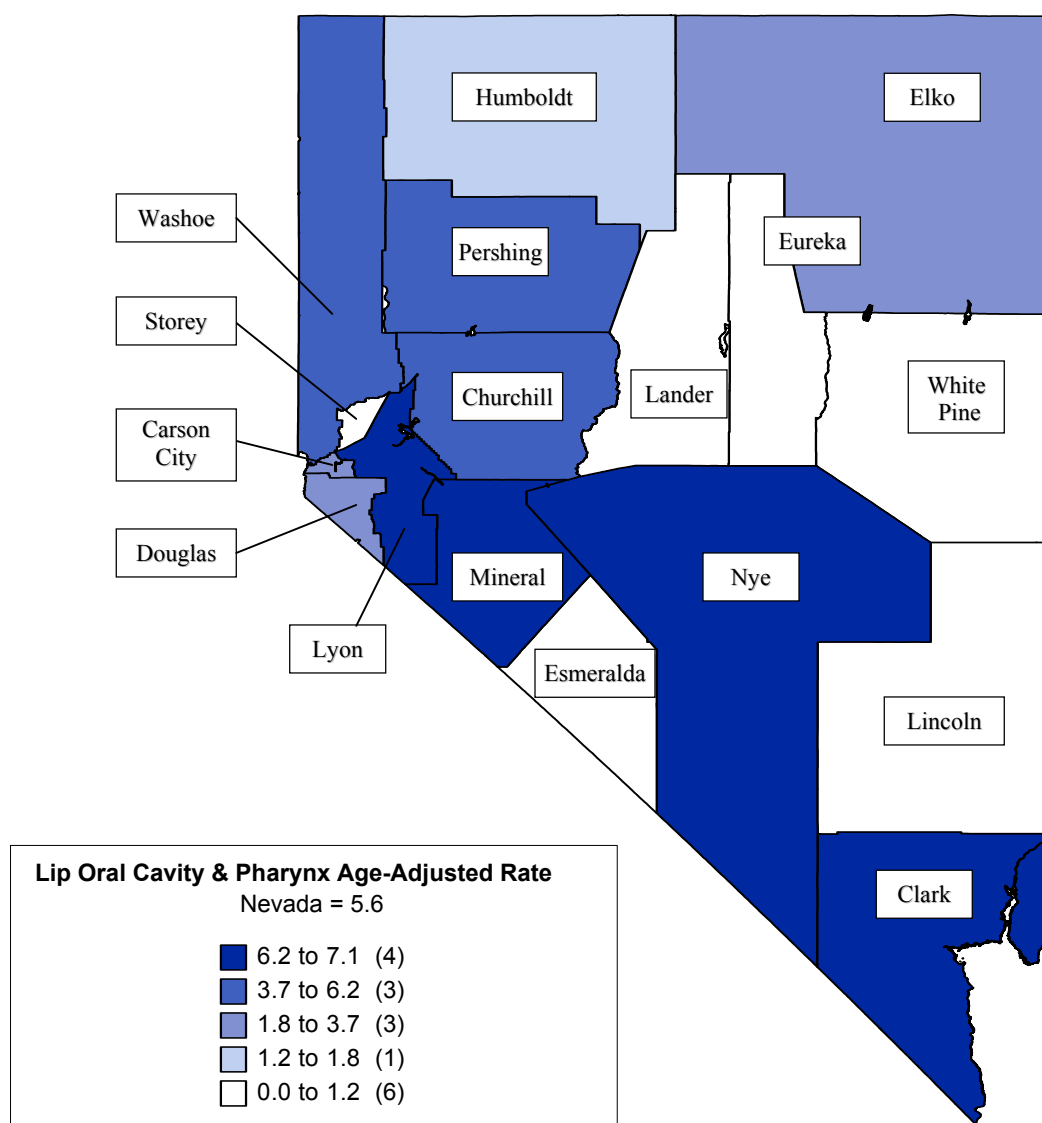 Humboldt
Elko
Washoe
Pershing
Eureka
Storey
Churchill
Lander
White
Pine
Carson
City
Douglas
Mineral
Nye
Lyon
Esmeralda
Lincoln
Clark
Lip Oral Cavity & Pharynx Age-Adjusted Rate
Nevada = 5.6
6.2 to 7.1 (4)
3.7 to 6.2 (3)
1.8 to 3.7 (3)
1.2 to 1.8 (1)
0.0 to 1.2 (6)